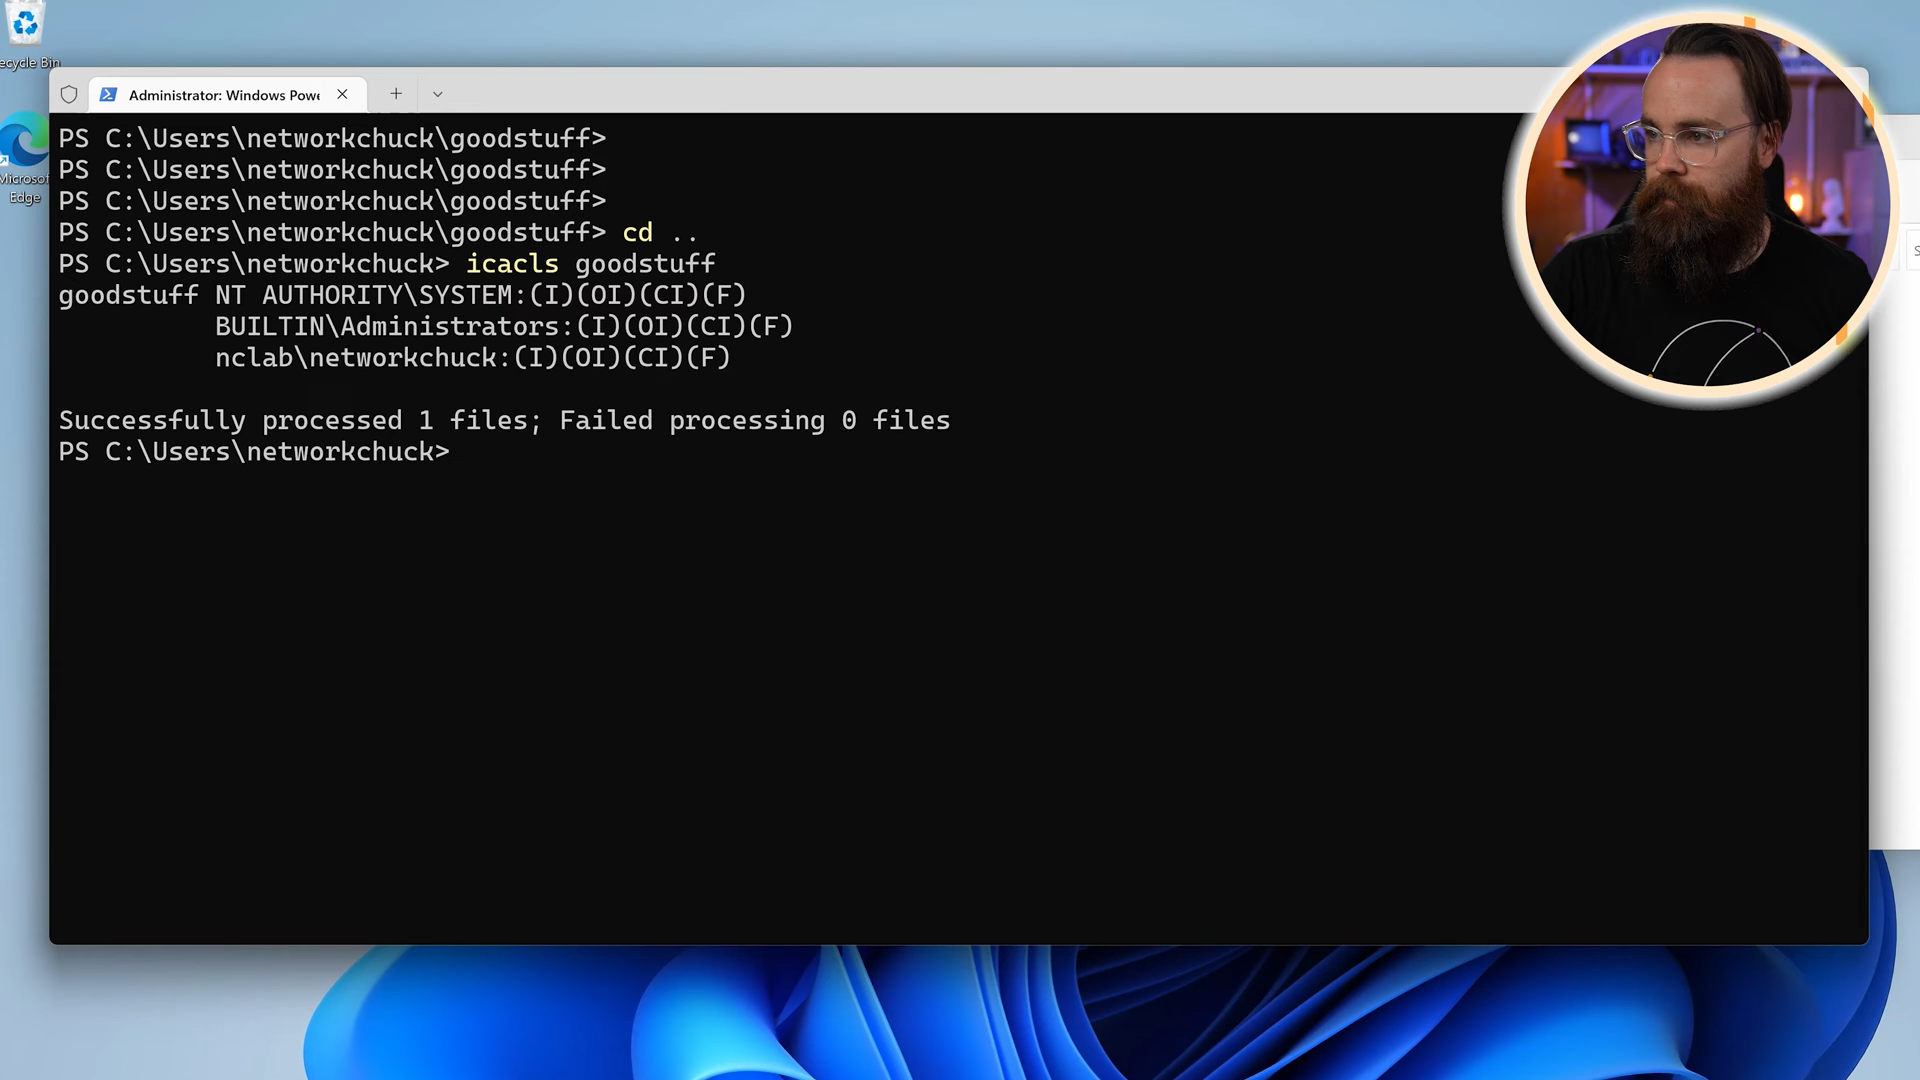 ecycle Bin
Administrator: Windows Powe
Microsof
Edge
PS C:\Users\networkchuck\goodstuff>
PS C:\Users\networkchuck\goodstuff>
PS C:\Users\networkchuck\goodstuff>
PS C:\Users\networkchuck\goodstuff> cd ..
PS C:\Users\networkchuck> icacls goodstuff
goodstuff NT AUTHORITY\SYSTEM:(I)(OI)(CI)(F)
BUILTIN\Administrators:(I)(OI)(CI)(F)
nclab\networkchuck:(I)(OI)(CI)(F)
Successfully processed 1 files; Failed processing 0 files
PS C:\Users\networkchuck>